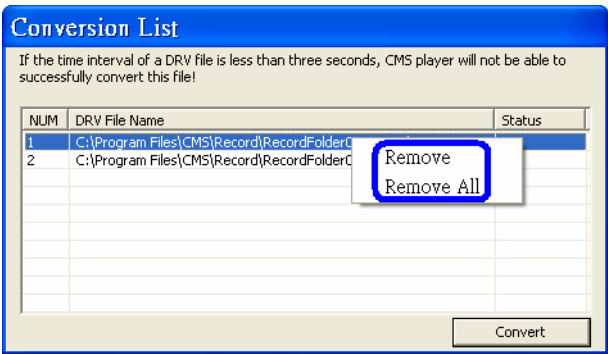 Conversion List
If the time interval of a DRV file is less than three seconds, CMS player will not be able to
successfully convert this file!
NUM DRV File Name Status
1 C:\Program Files\CMS\Record\RecordFolder
2 C:\Program Files\CMS\Record\RecordFolder
Remove
Remove All
Convert